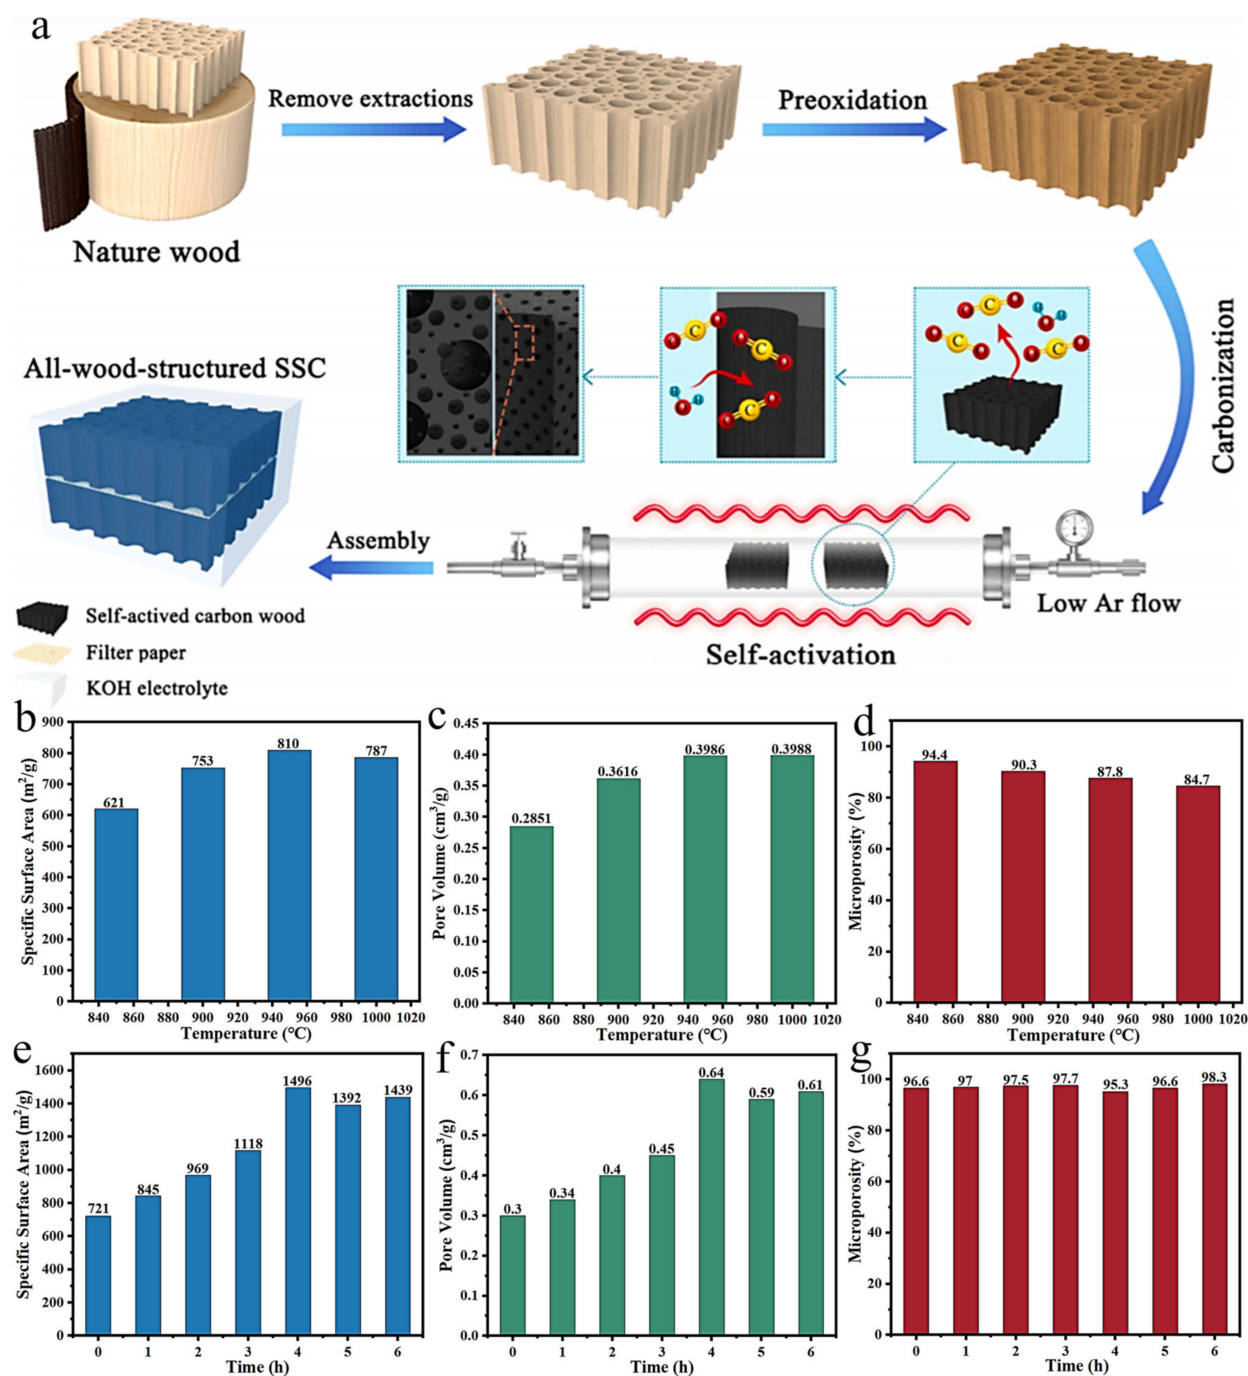 a
Remove extractions
Preoxidation
Nature wood
Carbonization
C
C
C
C
C
C
All-wood-structured SSC
Assembly
Low Ar flow
Self-activation
Self-actived carbon wood
Filter paper
KOH electrolyte
b
900
800
700
600
500
400
300
200
100
0
621
753
810
787
840 860 880 900 920 940 960 980 1000 1020
Temperature (°C)
Specific Surface Area (m²/g)
c
0.45
0.40
0.35
0.30
0.25
0.20
0.15
0.10
0.05
0.00
0.2851
0.3616
0.3986
0.3988
840 860 880 900 920 940 960 980 1000 1020
Temperature (°C)
Pore Volume (cm³/g)
d
100
80
60
40
20
0
94.4
90.3
87.8
84.7
840 860 880 900 920 940 960 980 1000 1020
Temperature (°C)
Microporosity (%)
e
1600
1400
1200
1000
800
600
400
200
0
721
845
969
1118
1496
1392
1439
0 1 2 3 4 5 6
Time (h)
Specific Surface Area (m²/g)
f
0.7
0.6
0.5
0.4
0.3
0.2
0.1
0.0
0.3
0.34
0.4
0.45
0.64
0.59
0.61
0 1 2 3 4 5 6
Time (h)
Pore Volume (cm³/g)
g
100
80
60
40
20
0
96.6
97
97.5
97.7
95.3
96.6
98.3
0 1 2 3 4 5 6
Time (h)
Microporosity (%)